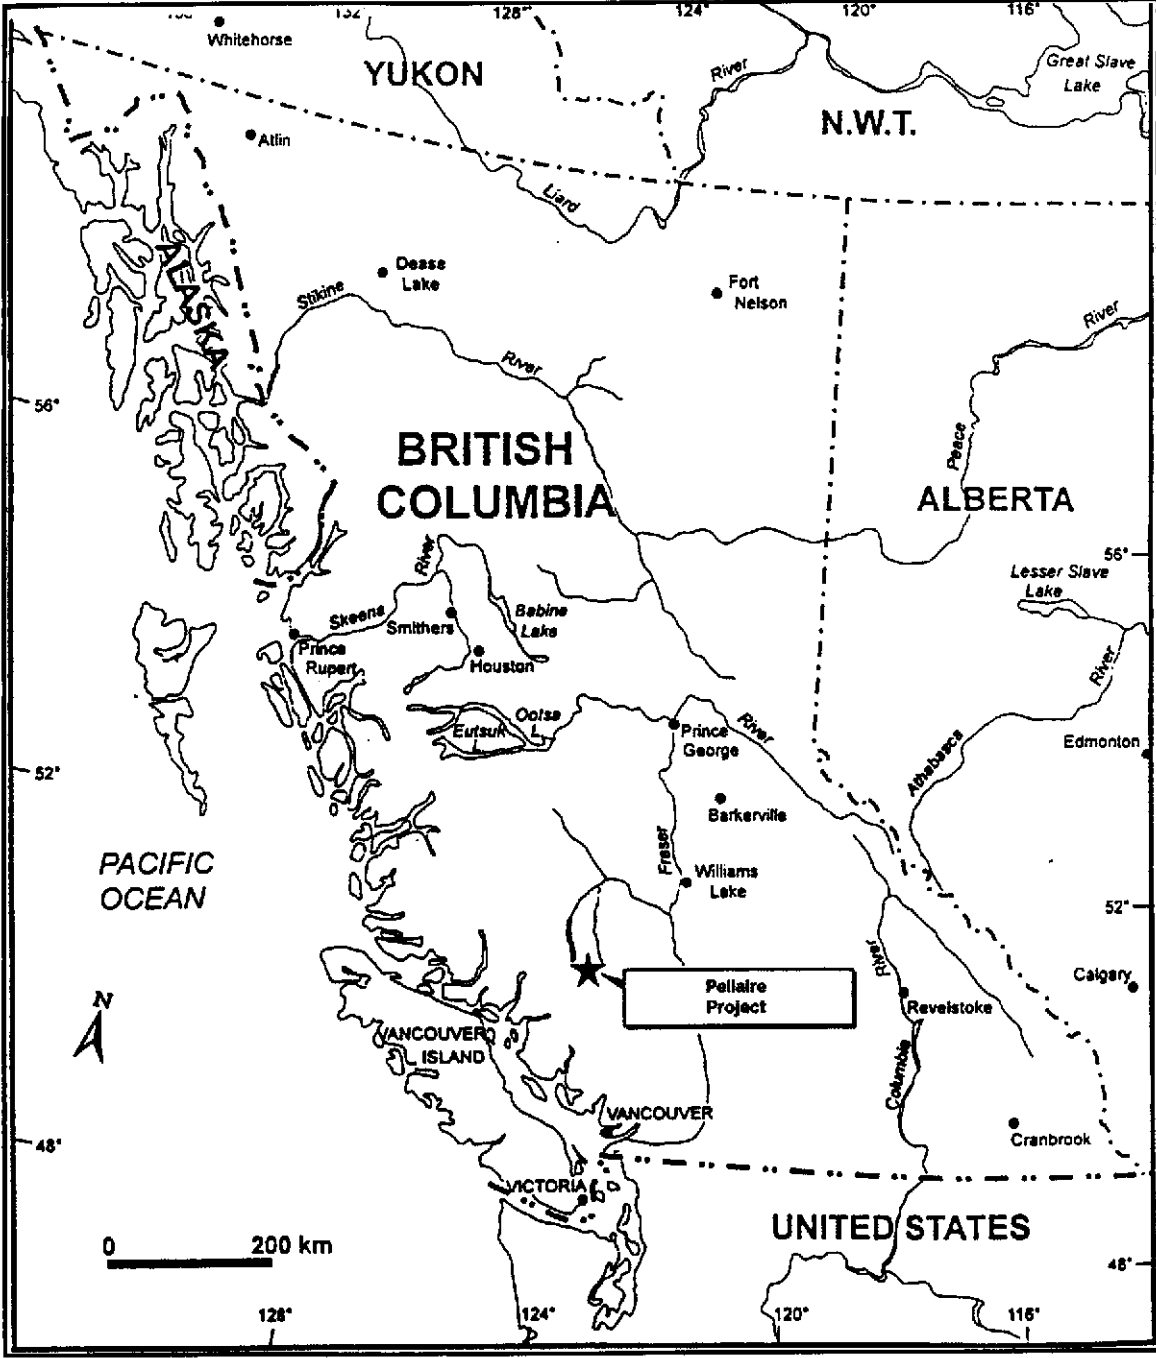 132°
128°
124°
120°
116°
Whitehorse
YUKON
River
Great Slave
Lake
N.W.T.
Atlin
Liard
ALASKA
Dease
Lake
Stikine
Fort
Nelson
River
River
56°
BRITISH
COLUMBIA
Peace
ALBERTA
56°
River
Lesser Slave
Lake
Skeena
Smithers
Babine
Lake
Prince
Rupert
Houston
River
Ootsa
L
Eutsuk
L
Prince
George
River
Edmonton
52°
Athabasca
Barkerville
Fraser
PACIFIC
OCEAN
Williams
Lake
52°
River
Calgary
Pellaire
Project
Revelstoke
N
VANCOUVER
ISLAND
Columbia
VANCOUVER
Cranbrook
48°
VICTORIA
UNITED STATES
0 200 km
48°
128°
124°
120°
116°